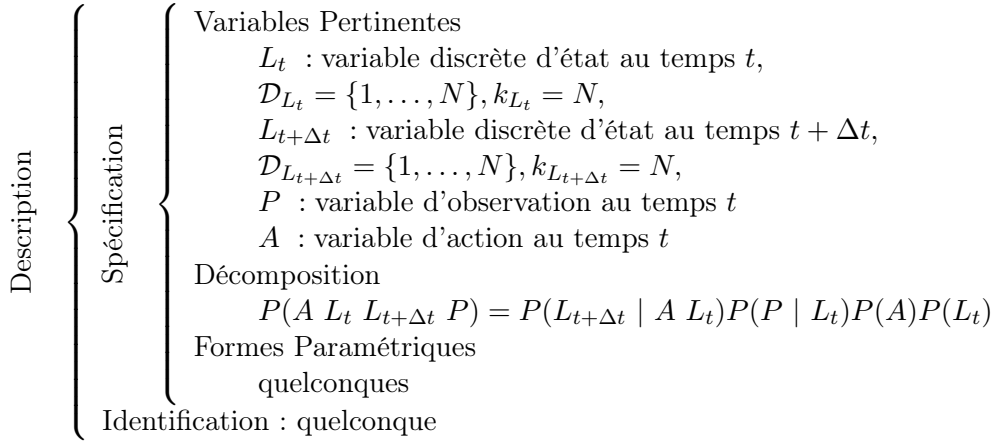 Description
Spécification
Variables Pertinentes
L_t : variable discrète d'état au temps t,
𝒟_{L_t} = {1, . . . , N}, k_{L_t} = N,
L_{t+Δt} : variable discrète d'état au temps t + Δt,
𝒟_{L_{t+Δt}} = {1, . . . , N}, k_{L_{t+Δt}} = N,
P : variable d'observation au temps t
A : variable d'action au temps t
Décomposition
P(A L_t L_{t+Δt} P) = P(L_{t+Δt} | A L_t)P(P | L_t)P(A)P(L_t)
Formes Paramétriques
quelconques
Identification : quelconque